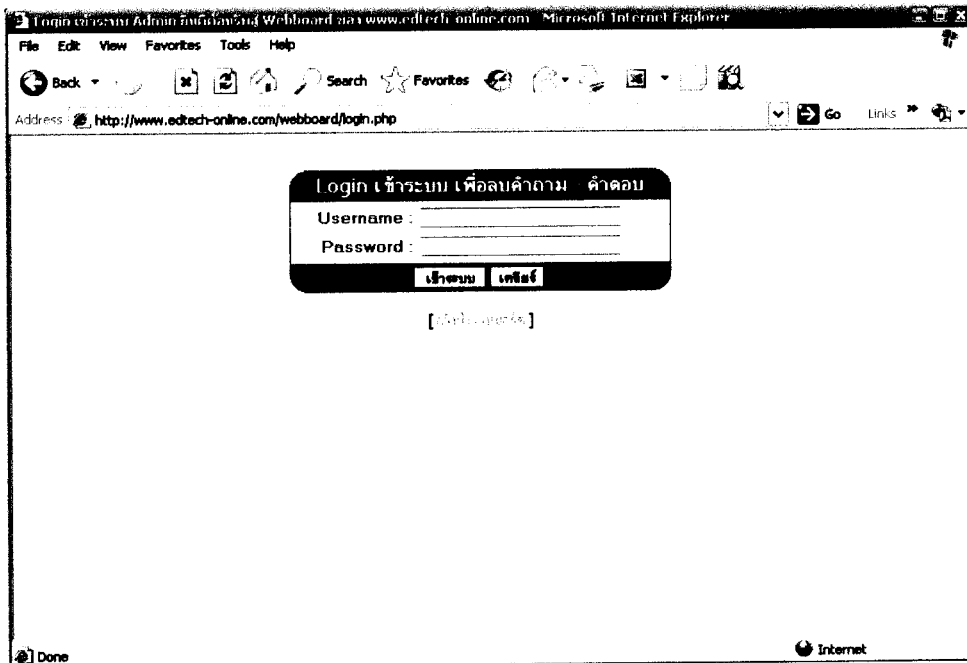 Login เข้าระบบ Admin Webboard ของ www.edtech-online.com - Microsoft Internet Explorer
File Edit View Favorites Tools Help
Back Search Favorites
Address http://www.edtech-online.com/webboard/login.php Go Links »
Login เข้าระบบ เพื่อลบคำถาม - คำตอบ
Username :
Password :
เข้าระบบ เคลียร์
Done Internet